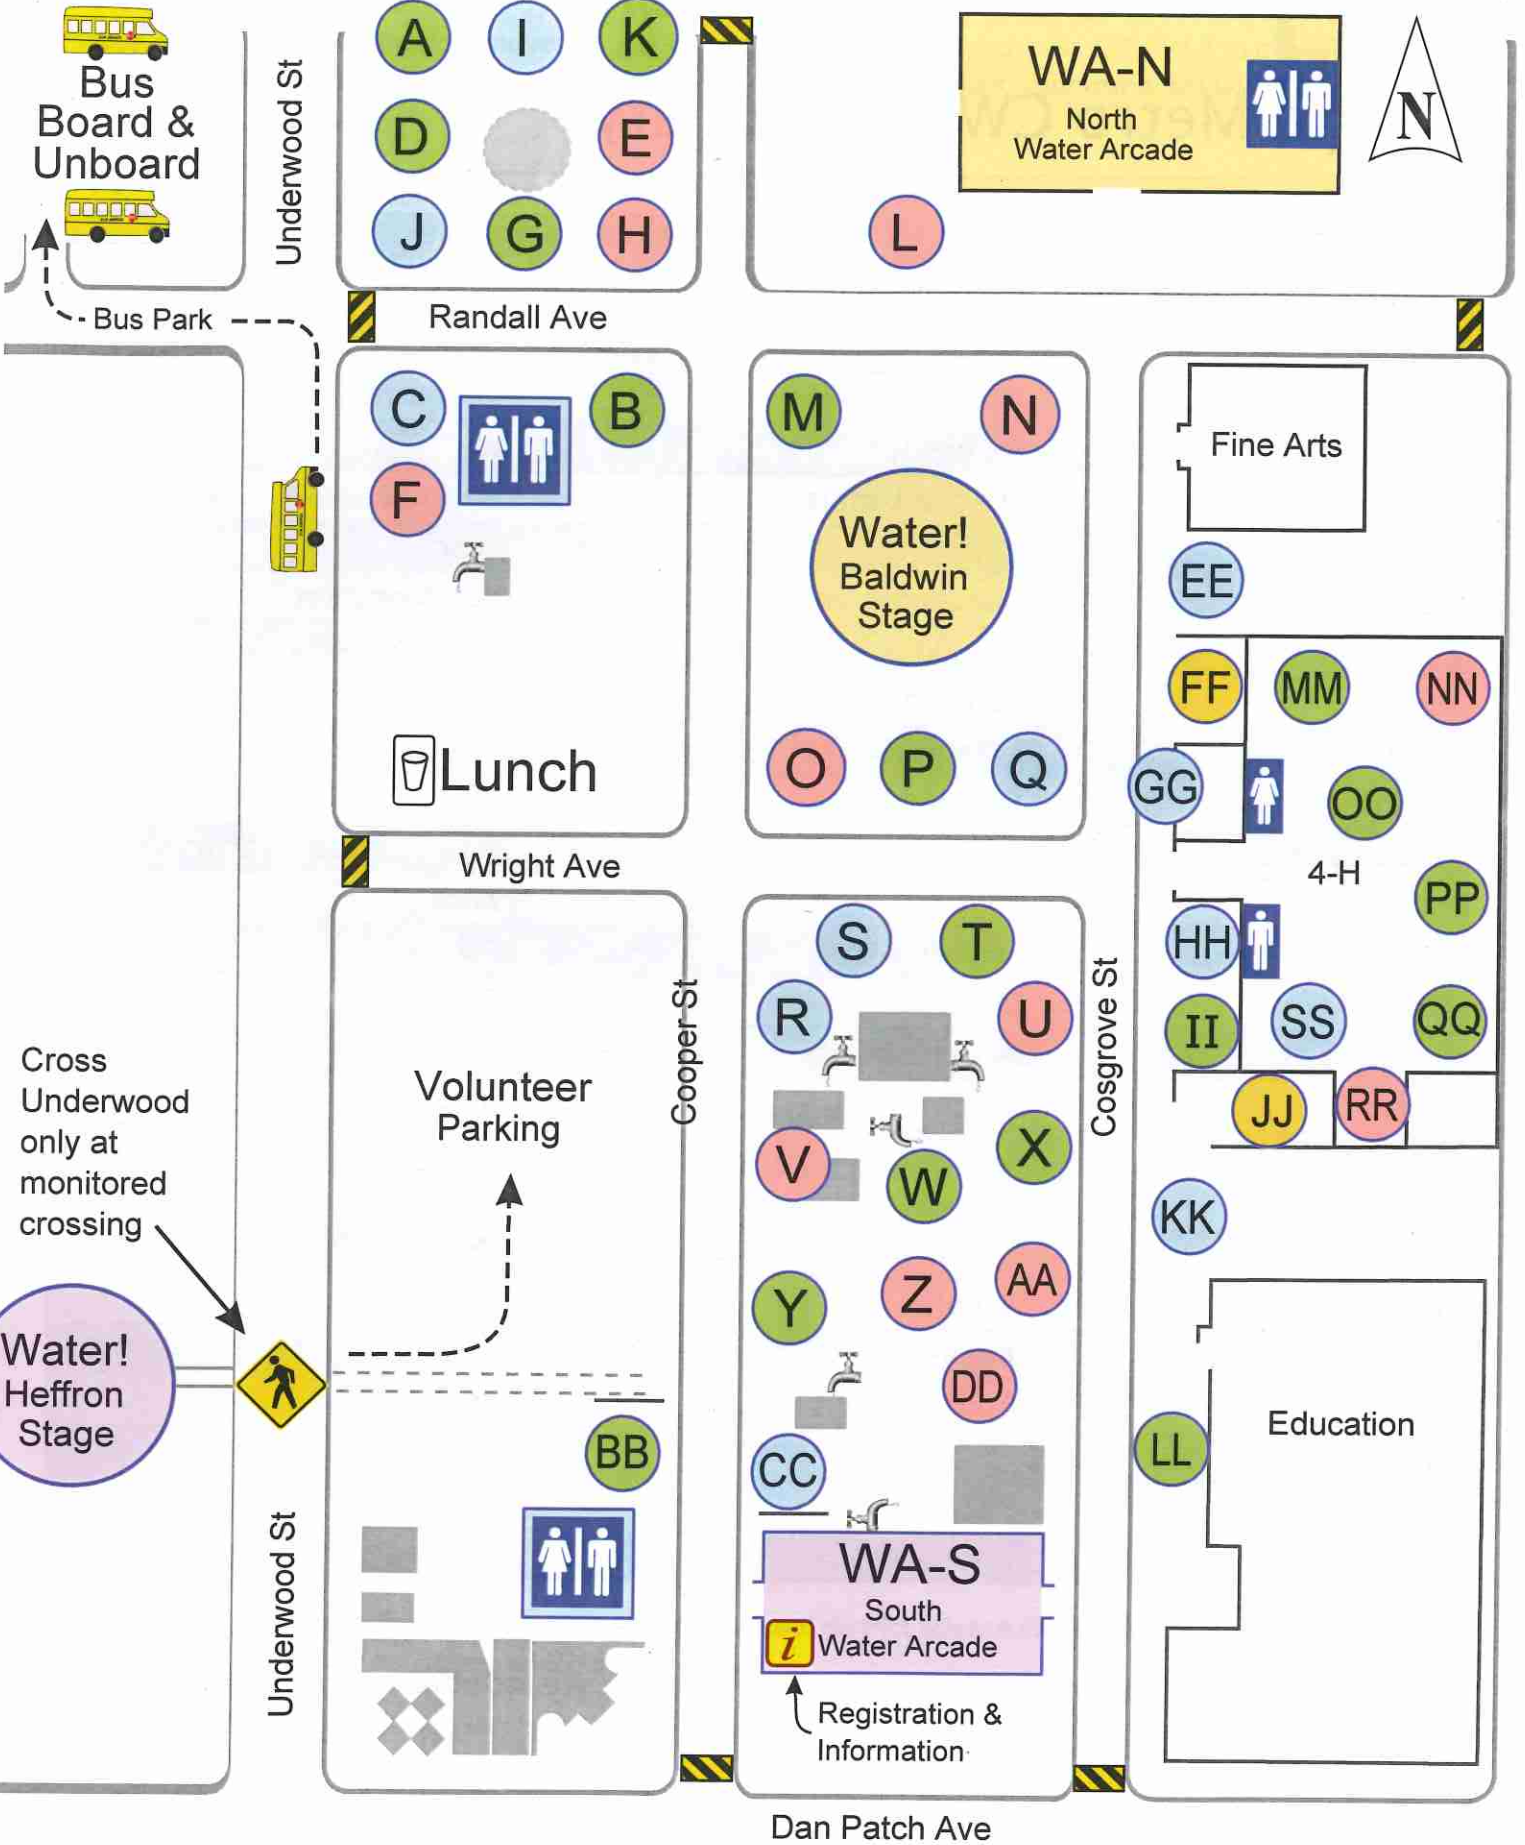 Bus
Board &
Unboard
Underwood St
A
I
K
D
E
J
G
H
WA-N
North
Water Arcade
N
L
Bus Park
Randall Ave
C
B
F
M
N
Water!
Baldwin
Stage
Fine Arts
EE
FF
MM
NN
Lunch
O
P
Q
GG
OO
4-H
PP
Wright Ave
S
T
R
U
HH
II
SS
QQ
Cooper St
Cosgrove St
Cross
Underwood
only at
monitored
crossing
Volunteer
Parking
JJ
RR
V
W
X
KK
Y
Z
AA
Water!
Heffron
Stage
DD
BB
CC
LL
Education
Underwood St
WA-S
South
i Water Arcade
Registration &
Information
Dan Patch Ave